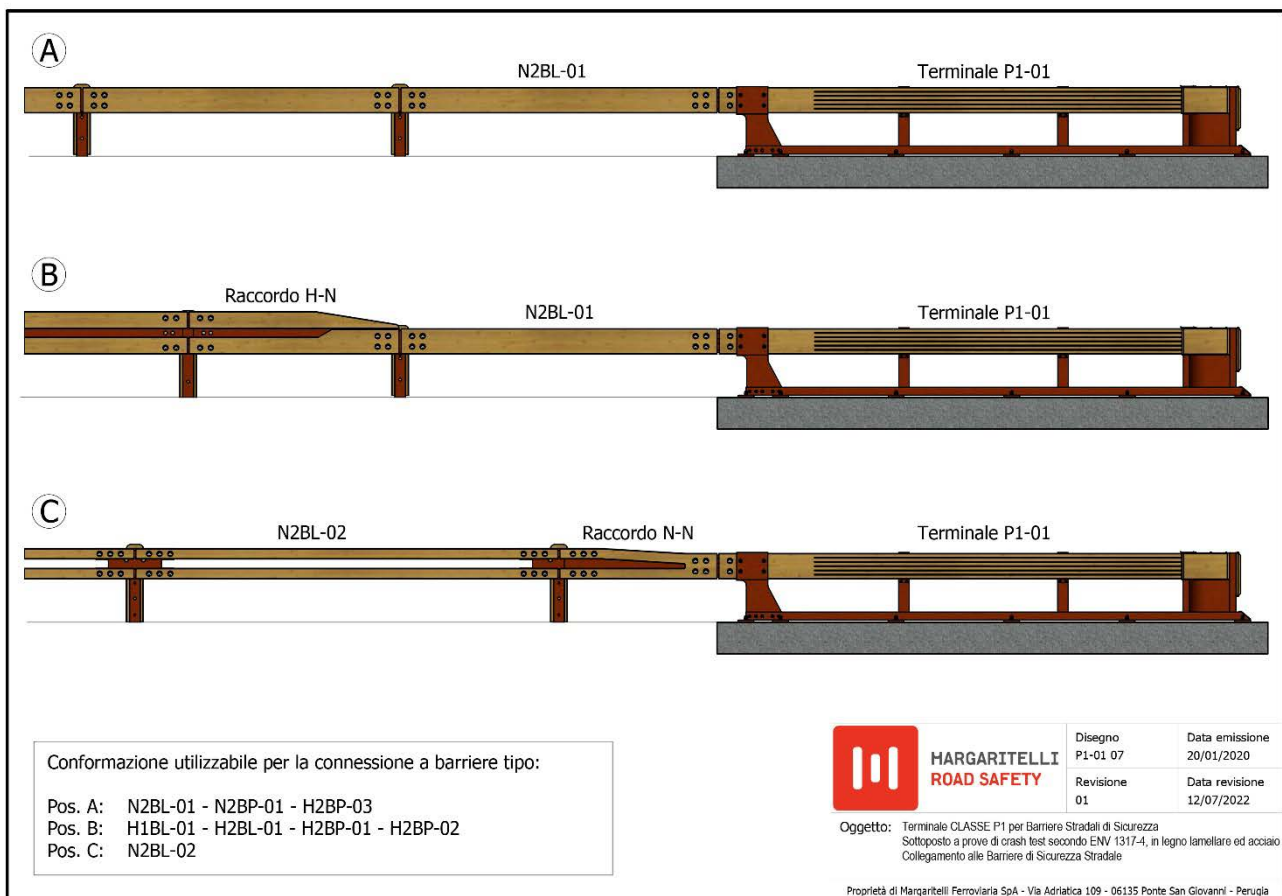 A
N2BL-01
Terminale P1-01
B
Raccordo H-N
N2BL-01
Terminale P1-01
C
N2BL-02
Raccordo N-N
Terminale P1-01
Conformazione utilizzabile per la connessione a barriere tipo:
Pos. A: N2BL-01 - N2BP-01 - H2BP-03
Pos. B: H1BL-01 - H2BL-01 - H2BP-01 - H2BP-02
Pos. C: N2BL-02
MARGARITELLI
ROAD SAFETY
Disegno
P1-01 07
Data emissione
20/01/2020
Revisione
01
Data revisione
12/07/2022
Oggetto: Terminale CLASSE P1 per Barriere Stradali di Sicurezza
Sottoposto a prove di crash test secondo ENV 1317-4, in legno lamellare ed acciaio
Collegamento alle Barriere di Sicurezza Stradale
Proprietà di Margaritelli Ferroviaria SpA - Via Adriatica 109 - 06135 Ponte San Giovanni - Perugia